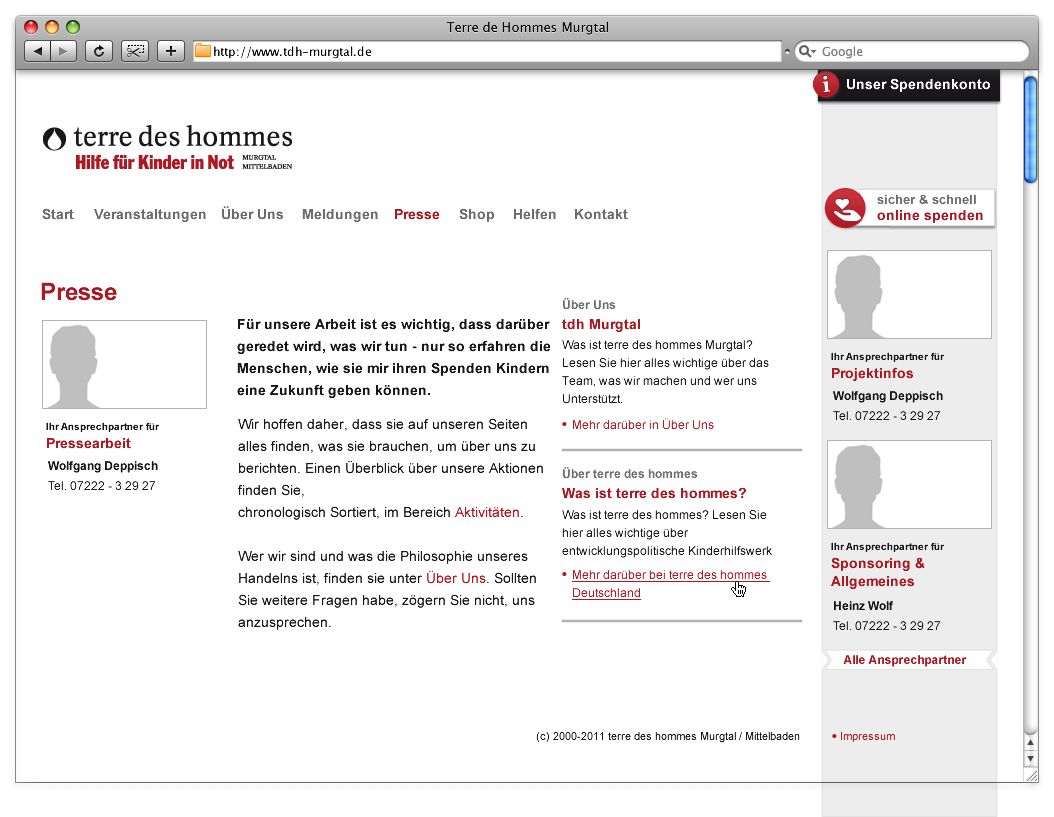 Terre de Hommes Murgtal
http://www.tdh-murgtal.de
Google
i Unser Spendenkonto
terre des hommes
Hilfe für Kinder in Not
MURGTAL
MITTELBADEN
Start Veranstaltungen Über Uns Meldungen Presse Shop Helfen Kontakt
sicher & schnell
online spenden
Presse
Ihr Ansprechpartner für
Pressearbeit
Wolfgang Deppisch
Tel. 07222 - 3 29 27
Für unsere Arbeit ist es wichtig, dass darüber
geredet wird, was wir tun - nur so erfahren die
Menschen, wie sie mir ihren Spenden Kindern
eine Zukunft geben können.
Wir hoffen daher, dass sie auf unseren Seiten
alles finden, was sie brauchen, um über uns zu
berichten. Einen Überblick über unsere Aktionen
finden Sie,
chronologisch Sortiert, im Bereich Aktivitäten.
Wer wir sind und was die Philosophie unseres
Handelns ist, finden sie unter Über Uns. Sollten
Sie weitere Fragen habe, zögern Sie nicht, uns
anzusprechen.
Über Uns
tdh Murgtal
Was ist terre des hommes Murgtal?
Lesen Sie hier alles wichtige über das
Team, was wir machen und wer uns
Unterstützt.
• Mehr darüber in Über Uns
Über terre des hommes
Was ist terre des hommes?
Was ist terre des hommes? Lesen Sie
hier alles wichtige über
entwicklungspolitische Kinderhilfswerk
• Mehr darüber bei terre des hommes
Deutschland
Ihr Ansprechpartner für
Projektinfos
Wolfgang Deppisch
Tel. 07222 - 3 29 27
Ihr Ansprechpartner für
Sponsoring &
Allgemeines
Heinz Wolf
Tel. 07222 - 3 29 27
Alle Ansprechpartner
(c) 2000-2011 terre des hommes Murgtal / Mittelbaden
• Impressum